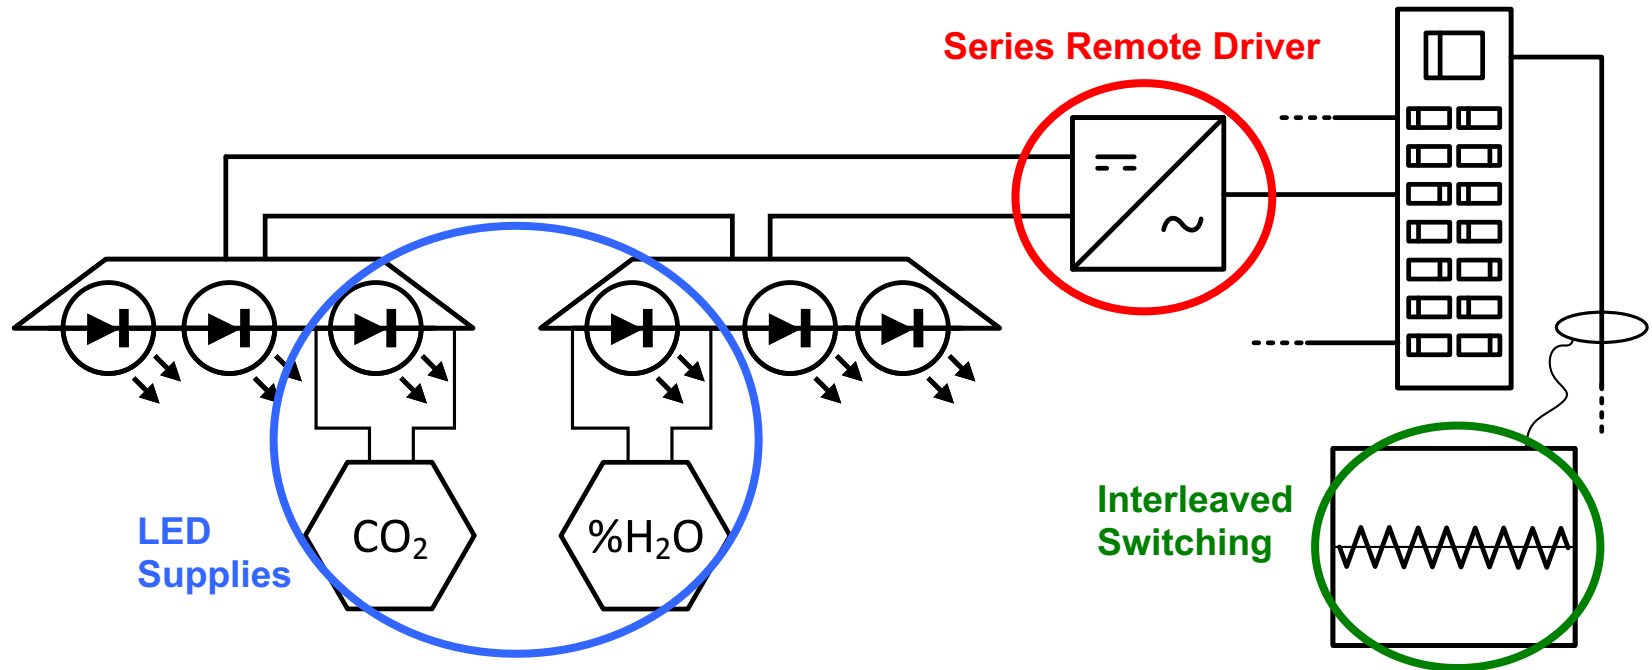 Series Remote Driver
LED
Supplies
CO₂
%H₂O
Interleaved
Switching